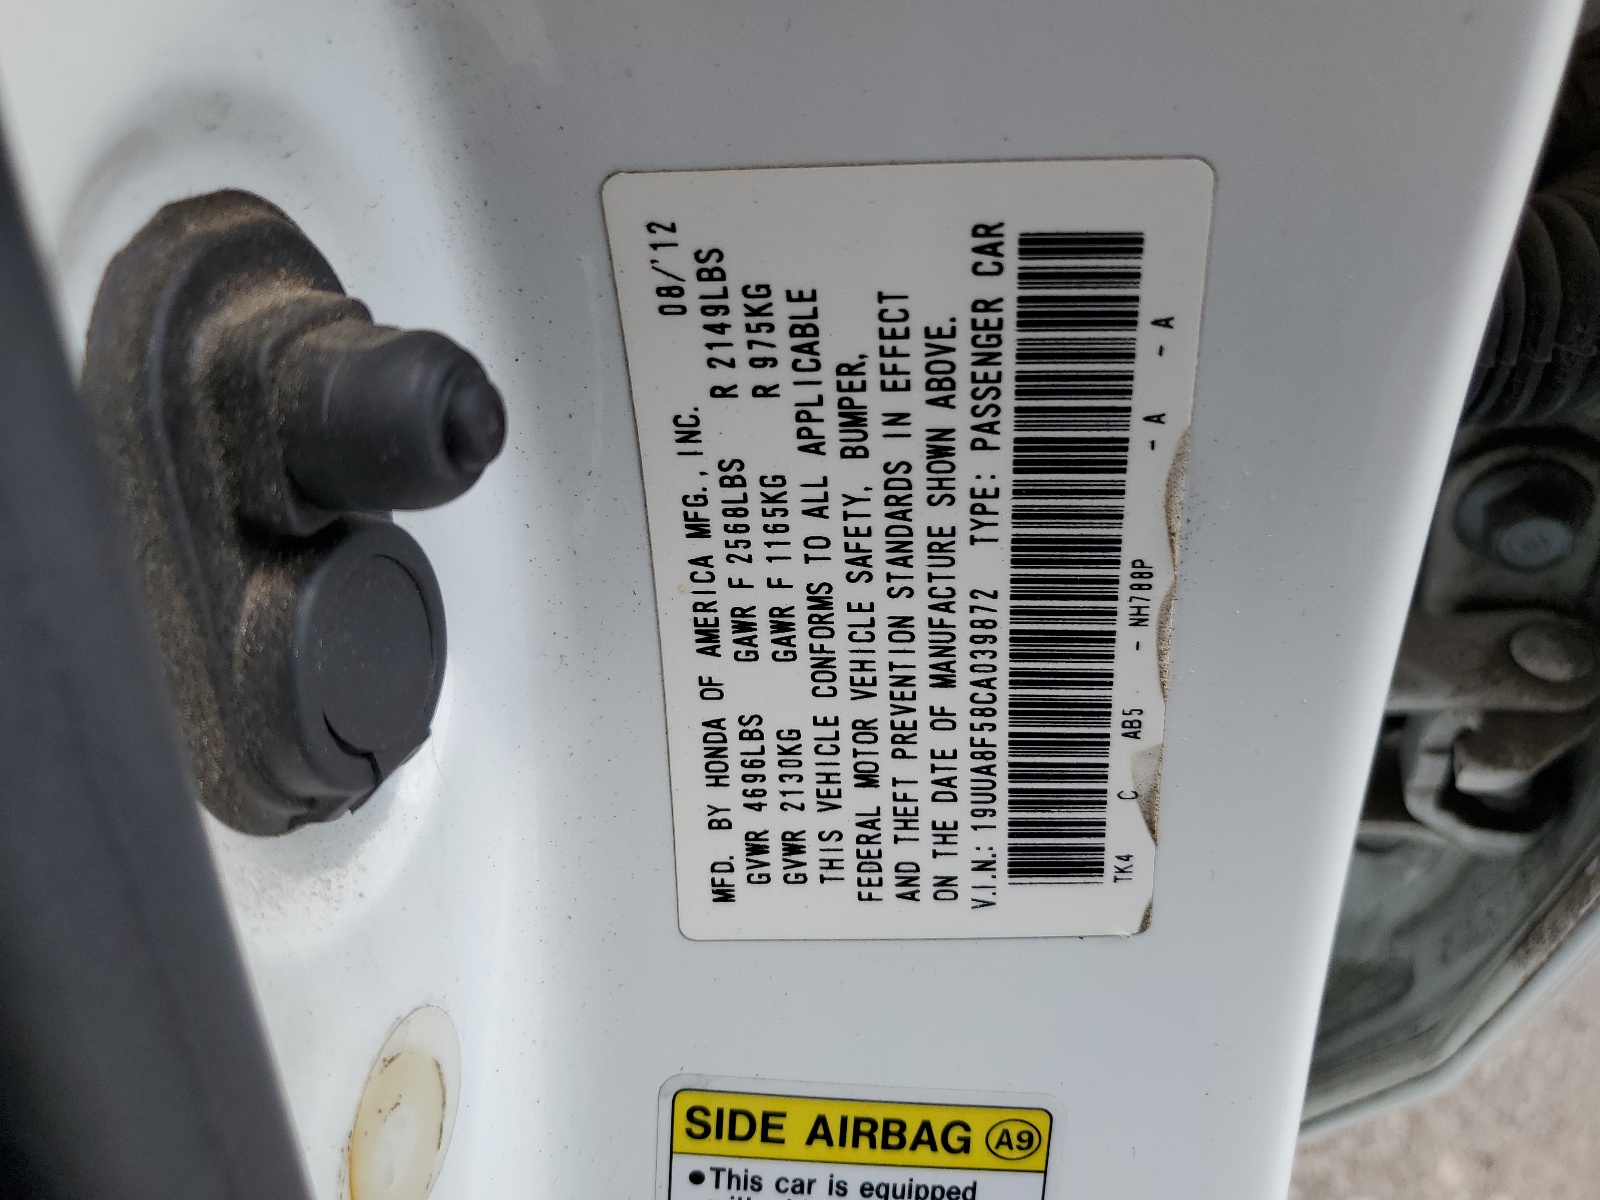 MFD. BY HONDA OF AMERICA MFG., INC. 08/'12
GVWR 4696LBS GAWR F 2568LBS R 2149LBS
GVWR 2130KG GAWR F 1165KG R 975KG
THIS VEHICLE CONFORMS TO ALL APPLICABLE
FEDERAL MOTOR VEHICLE SAFETY, BUMPER,
AND THEFT PREVENTION STANDARDS IN EFFECT
ON THE DATE OF MANUFACTURE SHOWN ABOVE.
V.I.N.: 19UUA8F58CA039872 TYPE: PASSENGER CAR
TK4 C AB5 - NH788P - A - A
SIDE AIRBAG A9
•This car is equipped